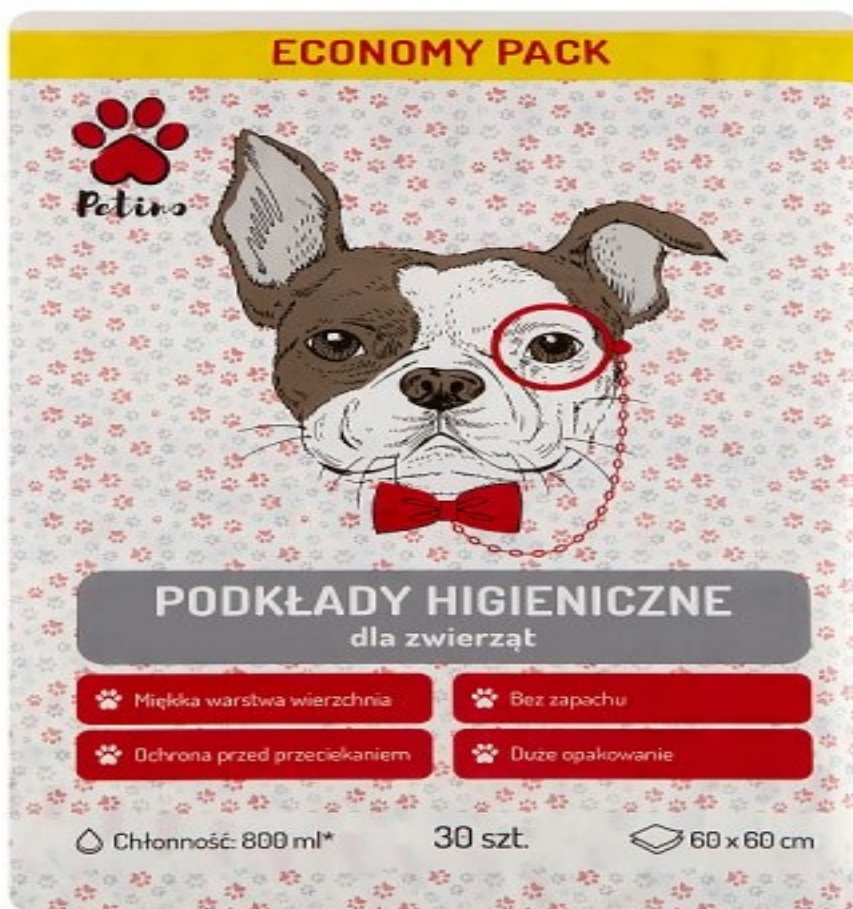 ECONOMY PACK
Petino
PODKŁADY HIGIENICZNE
dla zwierząt
Miękka warstwa wierzchnia
Bez zapachu
Ochrona przed przeciekaniem
Duże opakowanie
Chłonność: 800 ml*
30 szt.
60 x 60 cm